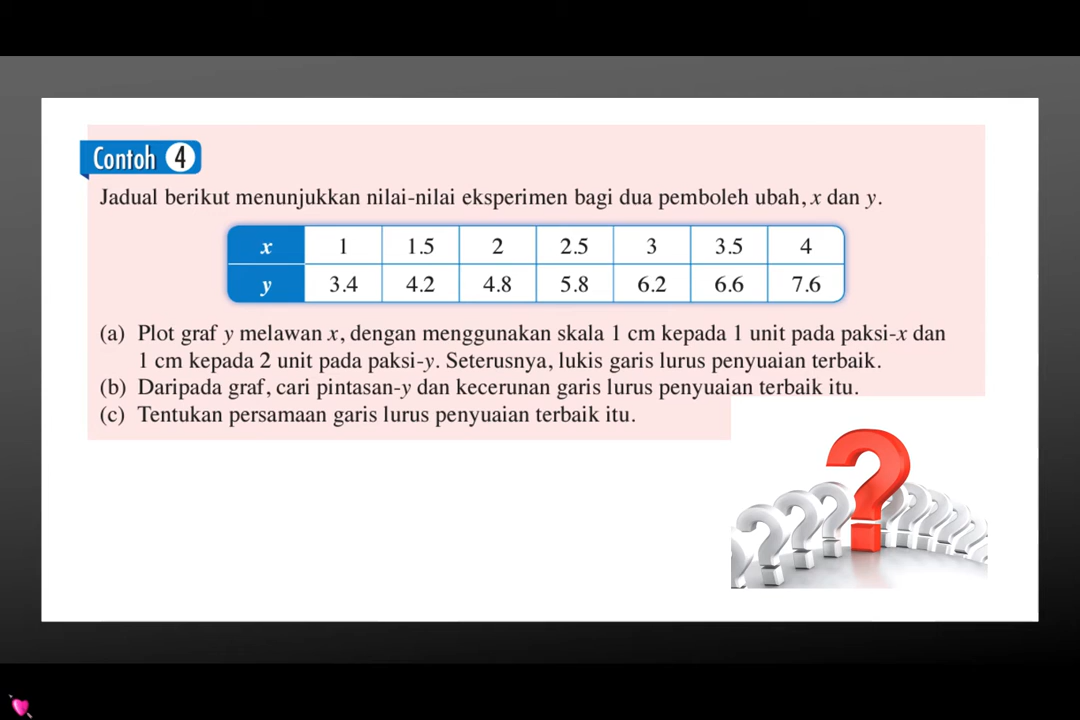 Contoh 4
Jadual berikut menunjukkan nilai-nilai eksperimen bagi dua pemboleh ubah, x dan y.
x 1 1.5 2 2.5 3 3.5 4
y 3.4 4.2 4.8 5.8 6.2 6.6 7.6
(a) Plot graf y melawan x, dengan menggunakan skala 1 cm kepada 1 unit pada paksi-x dan
1 cm kepada 2 unit pada paksi-y. Seterusnya, lukis garis lurus penyuaian terbaik.
(b) Daripada graf, cari pintasan-y dan kecerunan garis lurus penyuaian terbaik itu.
(c) Tentukan persamaan garis lurus penyuaian terbaik itu.